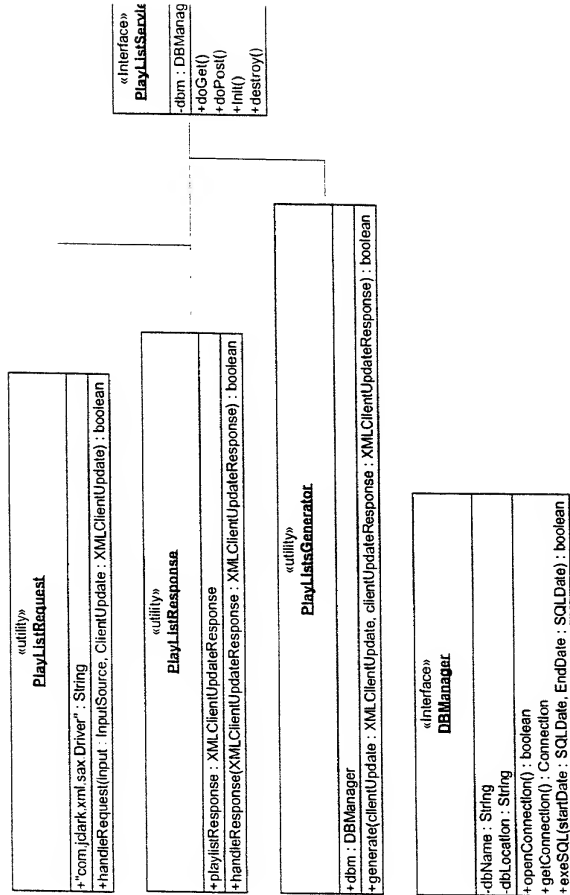 «utility»
PlayListRequest
+"com.jclark.xml.sax.Driver" : String
+handleRequest(Input : InputSource, ClientUpdate : XMLClientUpdate) : boolean
«utility»
PlayListResponse
+playlistResponse : XMLClientUpdateResponse
+handleResponse(XMLClientUpdateResponse : XMLClientUpdateResponse) : boolean
«utility»
PlayListsGenerator
+dbm : DBManager
+generate(clientUpdate : XMLClientUpdate, clientUpdateResponse : XMLClientUpdateResponse) : boolean
«Interface»
DBManager
-dbName : String
-dbLocation : String
+openConnection() : boolean
+getConnection() : Connection
+exeSQL(startDate : SQLDate, EndDate : SQLDate) : boolean
«Interface»
PlayListServle
-dbm : DBManag
+doGet()
+doPost()
+Init()
+destroy()